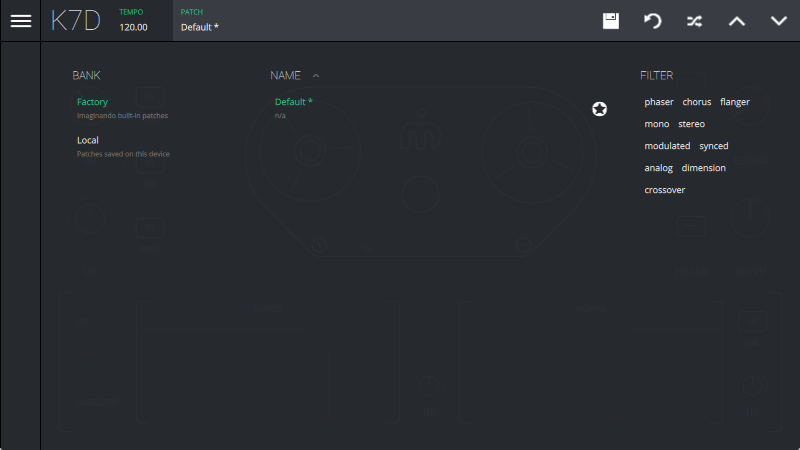 K7D
TEMPO
120.00
PATCH
Default *
BANK
Factory
Imaginando built-in patches
Local
Patches saved on this device
NAME
Default *
n/a
FILTER
phaser chorus flanger
mono stereo
modulated synced
analog dimension
crossover